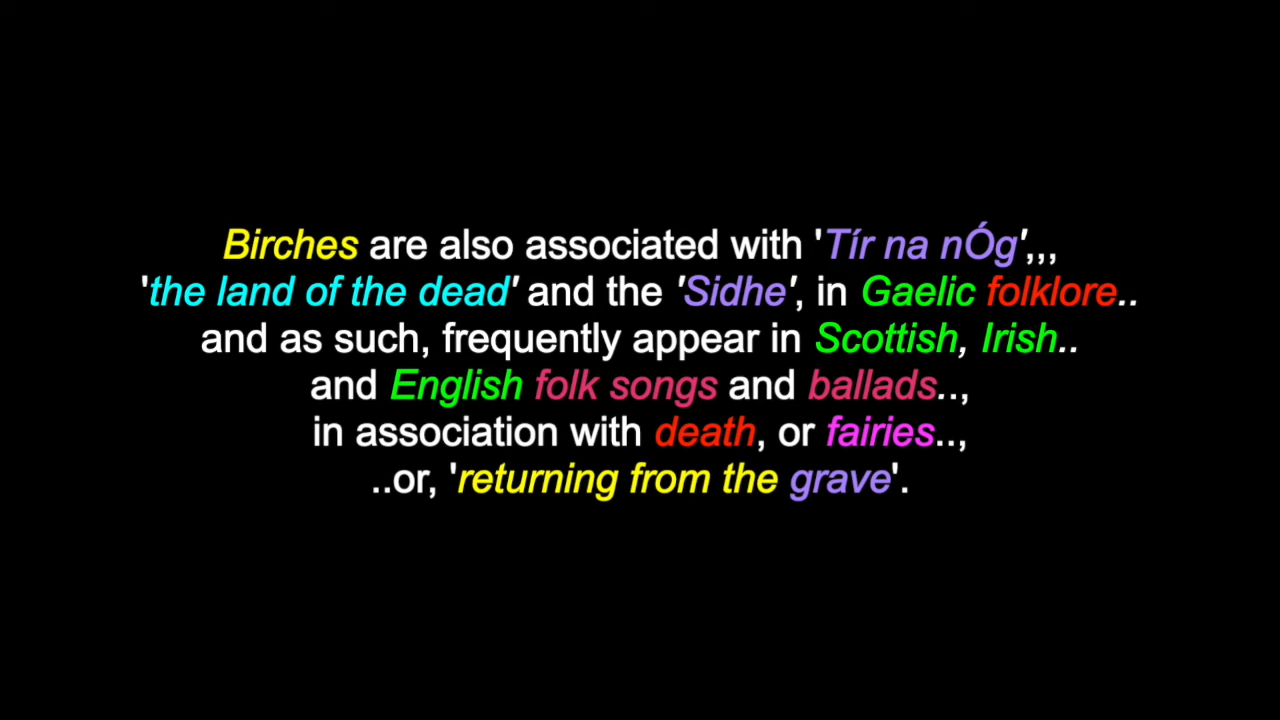 Birches are also associated with 'Tír na nÓg',,,
'the land of the dead' and the 'Sidhe', in Gaelic folklore..
and as such, frequently appear in Scottish, Irish..
and English folk songs and ballads..,
in association with death, or fairies..,
..or, 'returning from the grave'.